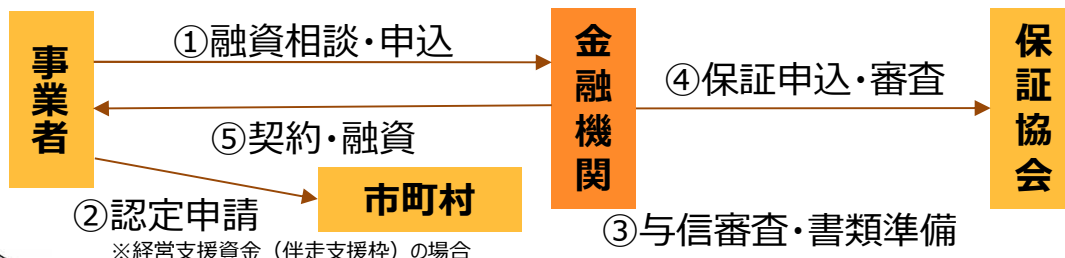 事業者
①融資相談・申込
金融機関
④保証申込・審査
保証協会
⑤契約・融資
②認定申請
市町村
③与信審査・書類準備
※経営支援資金（伴走支援枠）の場合